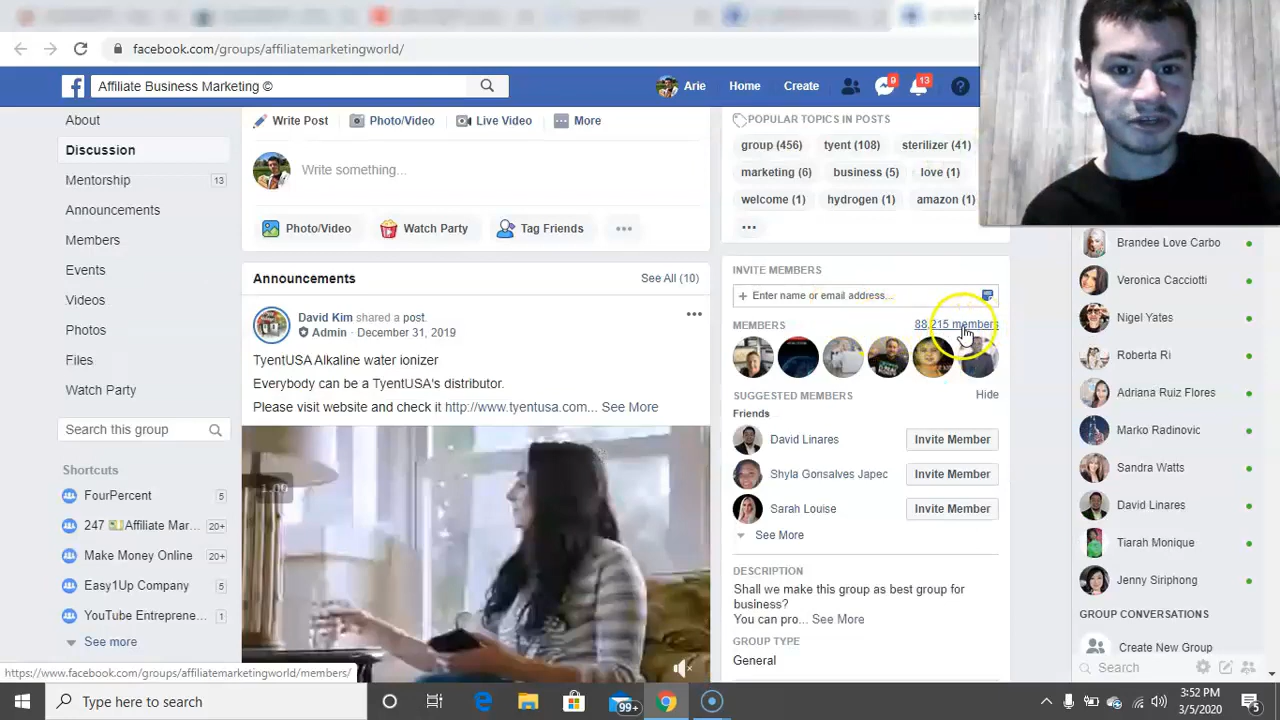 facebook.com/groups/affiliatemarketingworld/
Affiliate Business Marketing ©
Arie
Home
Create
9
13
About
Discussion
Mentorship
13
Announcements
Members
Events
Videos
Photos
Files
Watch Party
Search this group
Shortcuts
FourPercent
5
247 Affiliate Mar...
20+
Make Money Online
20+
Easy1Up Company
5
YouTube Entreprene...
1
See more
Write Post
Photo/Video
Live Video
More
Write something...
Photo/Video
Watch Party
Tag Friends
Announcements
See All (10)
David Kim shared a post.
Admin · December 31, 2019
TyentUSA Alkaline water ionizer
Everybody can be a TyentUSA's distributor.
Please visit website and check it http://www.tyentusa.com... See More
1:00
POPULAR TOPICS IN POSTS
group (456)
tyent (108)
sterilizer (41)
marketing (6)
business (5)
love (1)
welcome (1)
hydrogen (1)
amazon (1)
INVITE MEMBERS
+ Enter name or email address...
MEMBERS
88,215 members
SUGGESTED MEMBERS
Hide
Friends
David Linares
Invite Member
Shyla Gonsalves Japec
Invite Member
Sarah Louise
Invite Member
See More
DESCRIPTION
Shall we make this group as best group for
business?
You can pro... See More
GROUP TYPE
General
Brandee Love Carbo
Veronica Cacciotti
Nigel Yates
Roberta Ri
Adriana Ruiz Flores
Marko Radinovic
Sandra Watts
David Linares
Tiarah Monique
Jenny Siriphong
GROUP CONVERSATIONS
Create New Group
Search
https://www.facebook.com/groups/affiliatemarketingworld/members/
Type here to search
99+
3:52 PM
3/5/2020
5